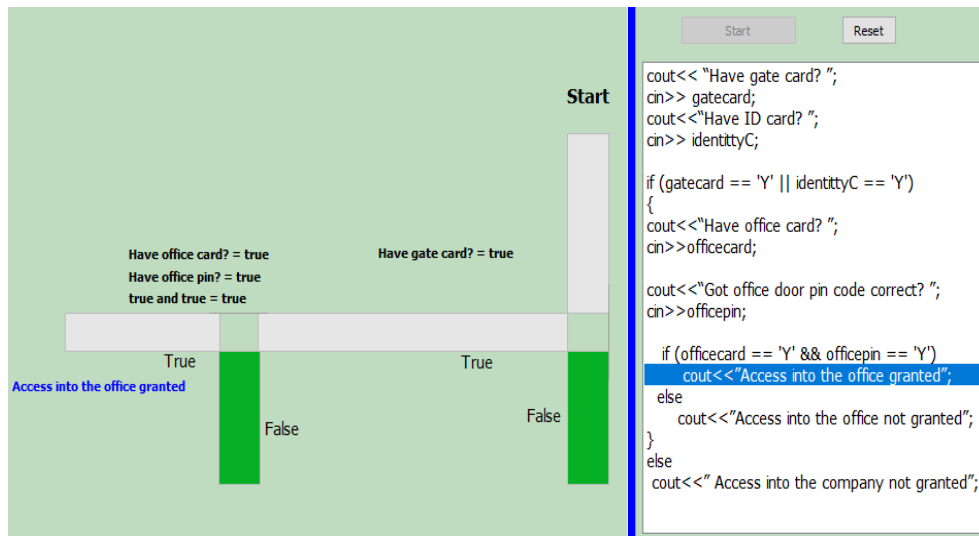 Start
Have office card? = true
Have office pin? = true
true and true = true
Have gate card? = true
True
True
Access into the office granted
False
False
Start
Reset
cout<< “Have gate card? ”;
cin>> gatecard;
cout<<“Have ID card? ”;
cin>> identittyC;
if (gatecard == 'Y' || identittyC == 'Y')
{
cout<<“Have office card? ”;
cin>>officecard;
cout<<“Got office door pin code correct? ”;
cin>>officepin;
if (officecard == 'Y' && officepin == 'Y')
cout<<”Access into the office granted”;
else
cout<<”Access into the office not granted”;
}
else
cout<<” Access into the company not granted”;